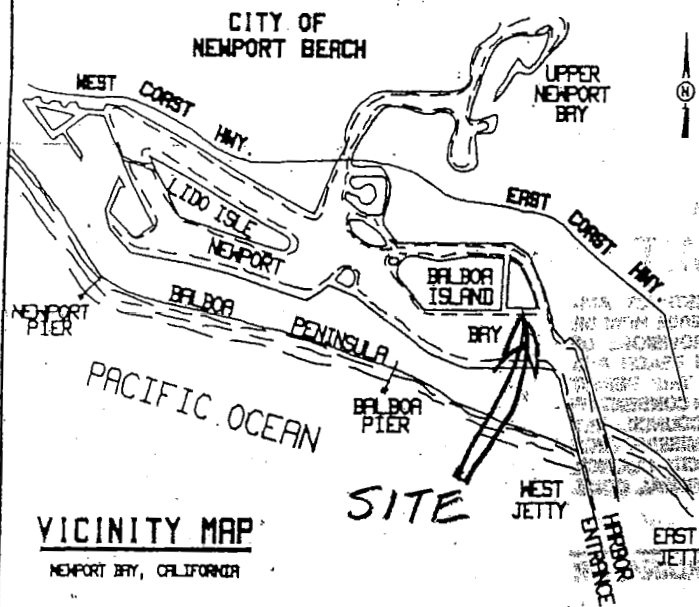 CITY OF
NEWPORT BEACH
WEST COAST HWY.
UPPER
NEWPORT
BAY
N
EAST COAST HWY.
LIDO ISLE
NEWPORT
BALBOA
ISLAND
BAY
NEWPORT
PIER
BALBOA
PENINSULA
BALBOA
PIER
PACIFIC OCEAN
SITE
WEST
JETTY
HARBOR
ENTRANCE
EAST
JETT
VICINITY MAP
NEWPORT BAY, CALIFORNIA